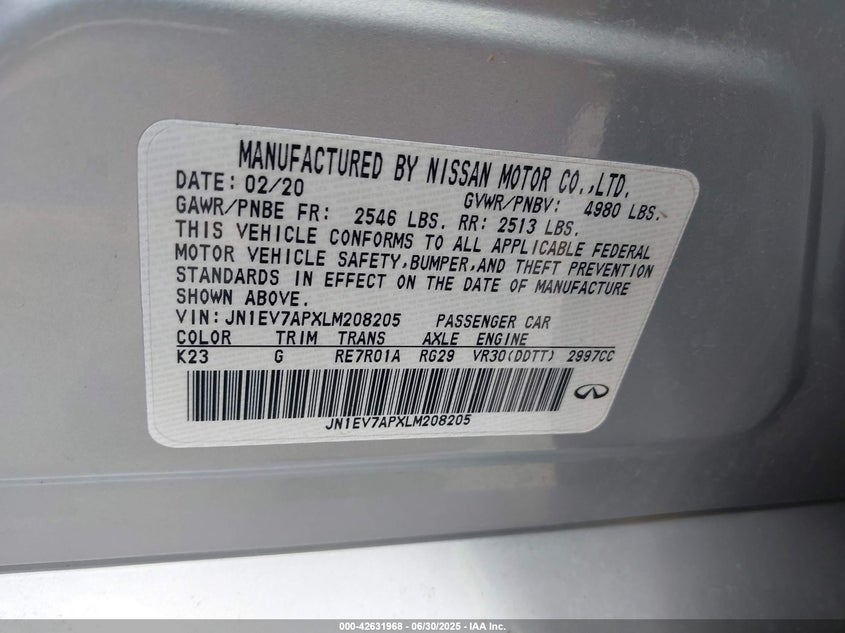 MANUFACTURED BY NISSAN MOTOR CO.,LTD.
DATE: 02/20 GVWR/PNBV: 4980 LBS.
GAWR/PNBE FR: 2546 LBS. RR: 2513 LBS.
THIS VEHICLE CONFORMS TO ALL APPLICABLE FEDERAL
MOTOR VEHICLE SAFETY,BUMPER,AND THEFT PREVENTION
STANDARDS IN EFFECT ON THE DATE OF MANUFACTURE
SHOWN ABOVE.
VIN:JN1EV7APXLM208205 PASSENGER CAR
COLOR TRIM TRANS AXLE ENGINE
K23 G RE7R01A RG29 VR30(DDTT) 2997CC
JN1EV7APXLM208205
000-42631968 - 06/30/2025 - IAA Inc.